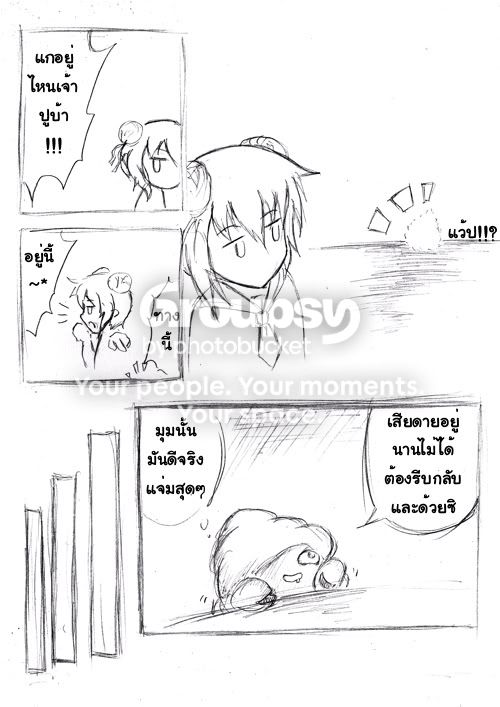 แกอยู่
ไหนเจ้า
ปูบ้า
!!!
แว้ป!!?
อยู่นี้
~*
ทาง
นี้
Groupsy
by photobucket
Your people. Your moments.
Your space.
เสียดายอยู่
นานไม่ได้
ต้องรีบกลับ
และด้วยซิ
มุมนั้น
มันดีจริง
แจ่มสุดๆ